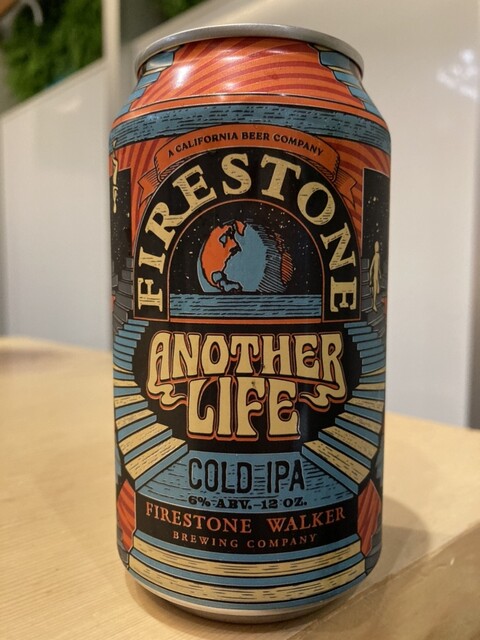 A CALIFORNIA BEER COMPANY
FIRESTONE
ANOTHER
LIFE
COLD IPA
6% ABV.-12 OZ.
FIRESTONE WALKER
BREWING COMPANY